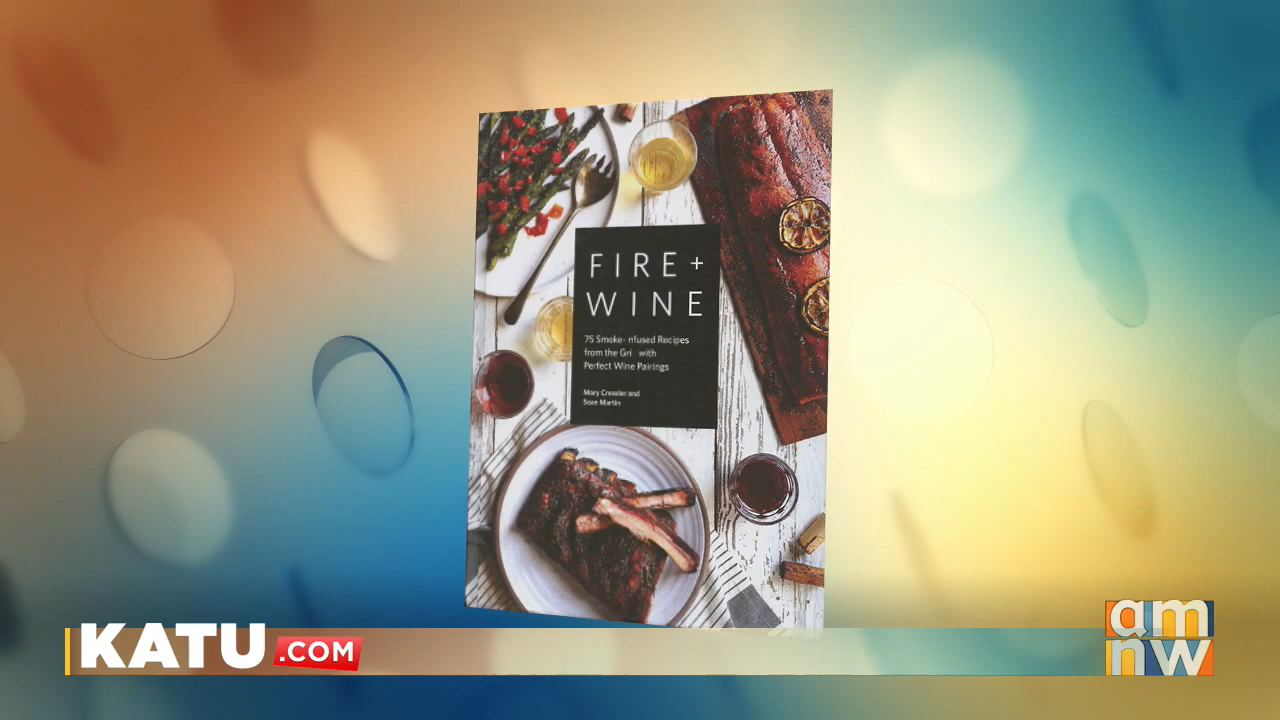 FIRE +
WINE
75 Smoke- nfused Recipes
from the Gri with
Perfect Wine Pairings
Mary Cressler and
Sean Martin
KATU .COM
am
nw